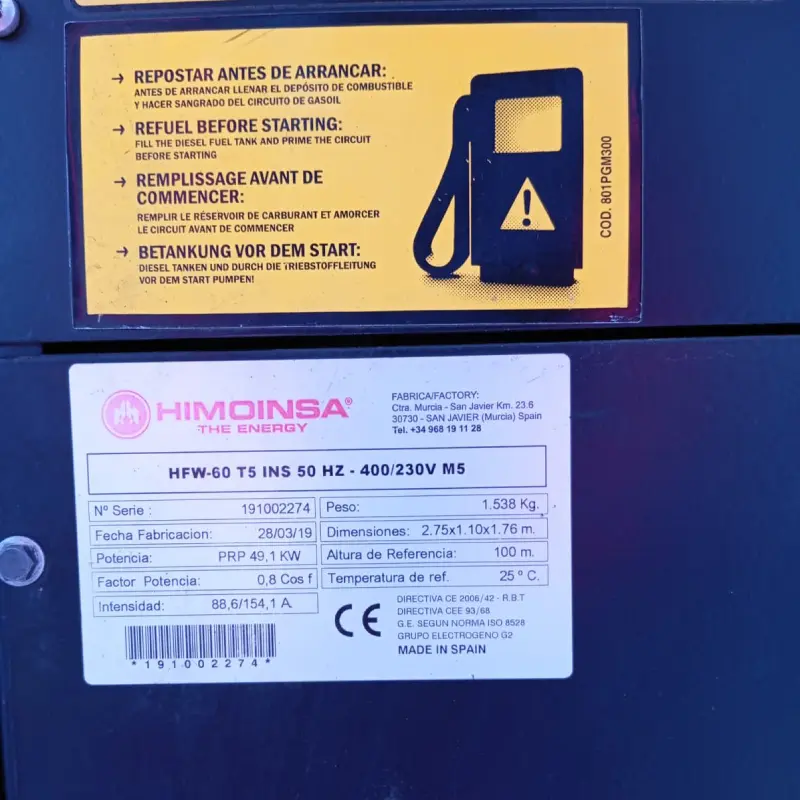 → REPOSTAR ANTES DE ARRANCAR:
ANTES DE ARRANCAR LLENAR EL DEPÓSITO DE COMBUSTIBLE
Y HACER SANGRADO DEL CIRCUITO DE GASOIL
→ REFUEL BEFORE STARTING:
FILL THE DIESEL FUEL TANK AND PRIME THE CIRCUIT
BEFORE STARTING
→ REMPLISSAGE AVANT DE
COMMENCER:
REMPLIR LE RÉSERVOIR DE CARBURANT ET AMORCER
LE CIRCUIT AVANT DE COMMENCER
→ BETANKUNG VOR DEM START:
DIESEL TANKEN UND DURCH DIE TRIEBSTOFFLEITUNG
VOR DEM START PUMPEN!
COD. 801PGM300
HIMOINSA®
THE ENERGY
FABRICA/FACTORY:
Ctra. Murcia - San Javier Km. 23.6
30730 - SAN JAVIER (Murcia) Spain
Tel. +34 968 19 11 28
HFW-60 T5 INS 50 HZ - 400/230V M5
Nº Serie : 191002274
Peso: 1.538 Kg.
Fecha Fabricacion: 28/03/19
Dimensiones: 2.75x1.10x1.76 m.
Potencia: PRP 49,1 KW
Altura de Referencia: 100 m.
Factor Potencia: 0,8 Cos f
Temperatura de ref. 25 º C.
Intensidad: 88,6/154,1 A
CE
DIRECTIVA CE 2006/42 - R.B.T
DIRECTIVA CEE 93/68
G.E. SEGUN NORMA ISO 8528
GRUPO ELECTROGENO G2
MADE IN SPAIN
*191002274*